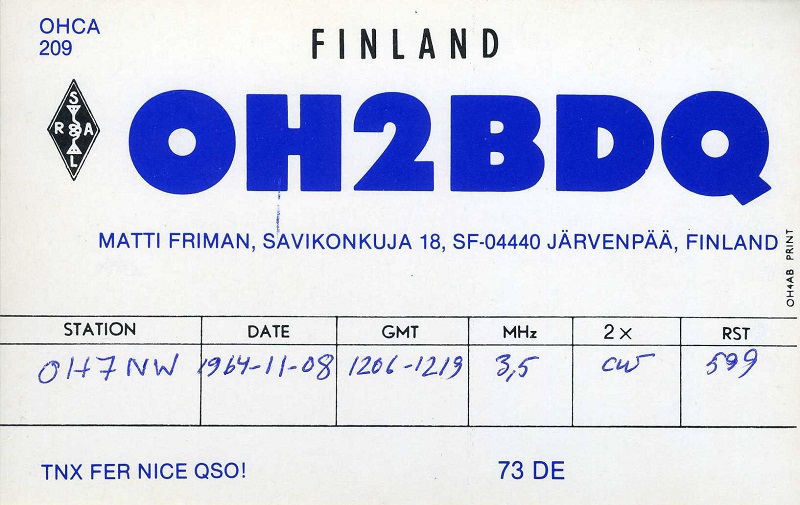 OHCA
209
FINLAND
SRAL
OH2BDQ
MATTI FRIMAN, SAVIKONKUJA 18, SF-04440 JÄRVENPÄÄ, FINLAND
OH4AB PRINT
STATION DATE GMT MHz 2 x RST
OH7NW 1964-11-08 1206-1219 3,5 CW 599
TNX FER NICE QSO! 73 DE